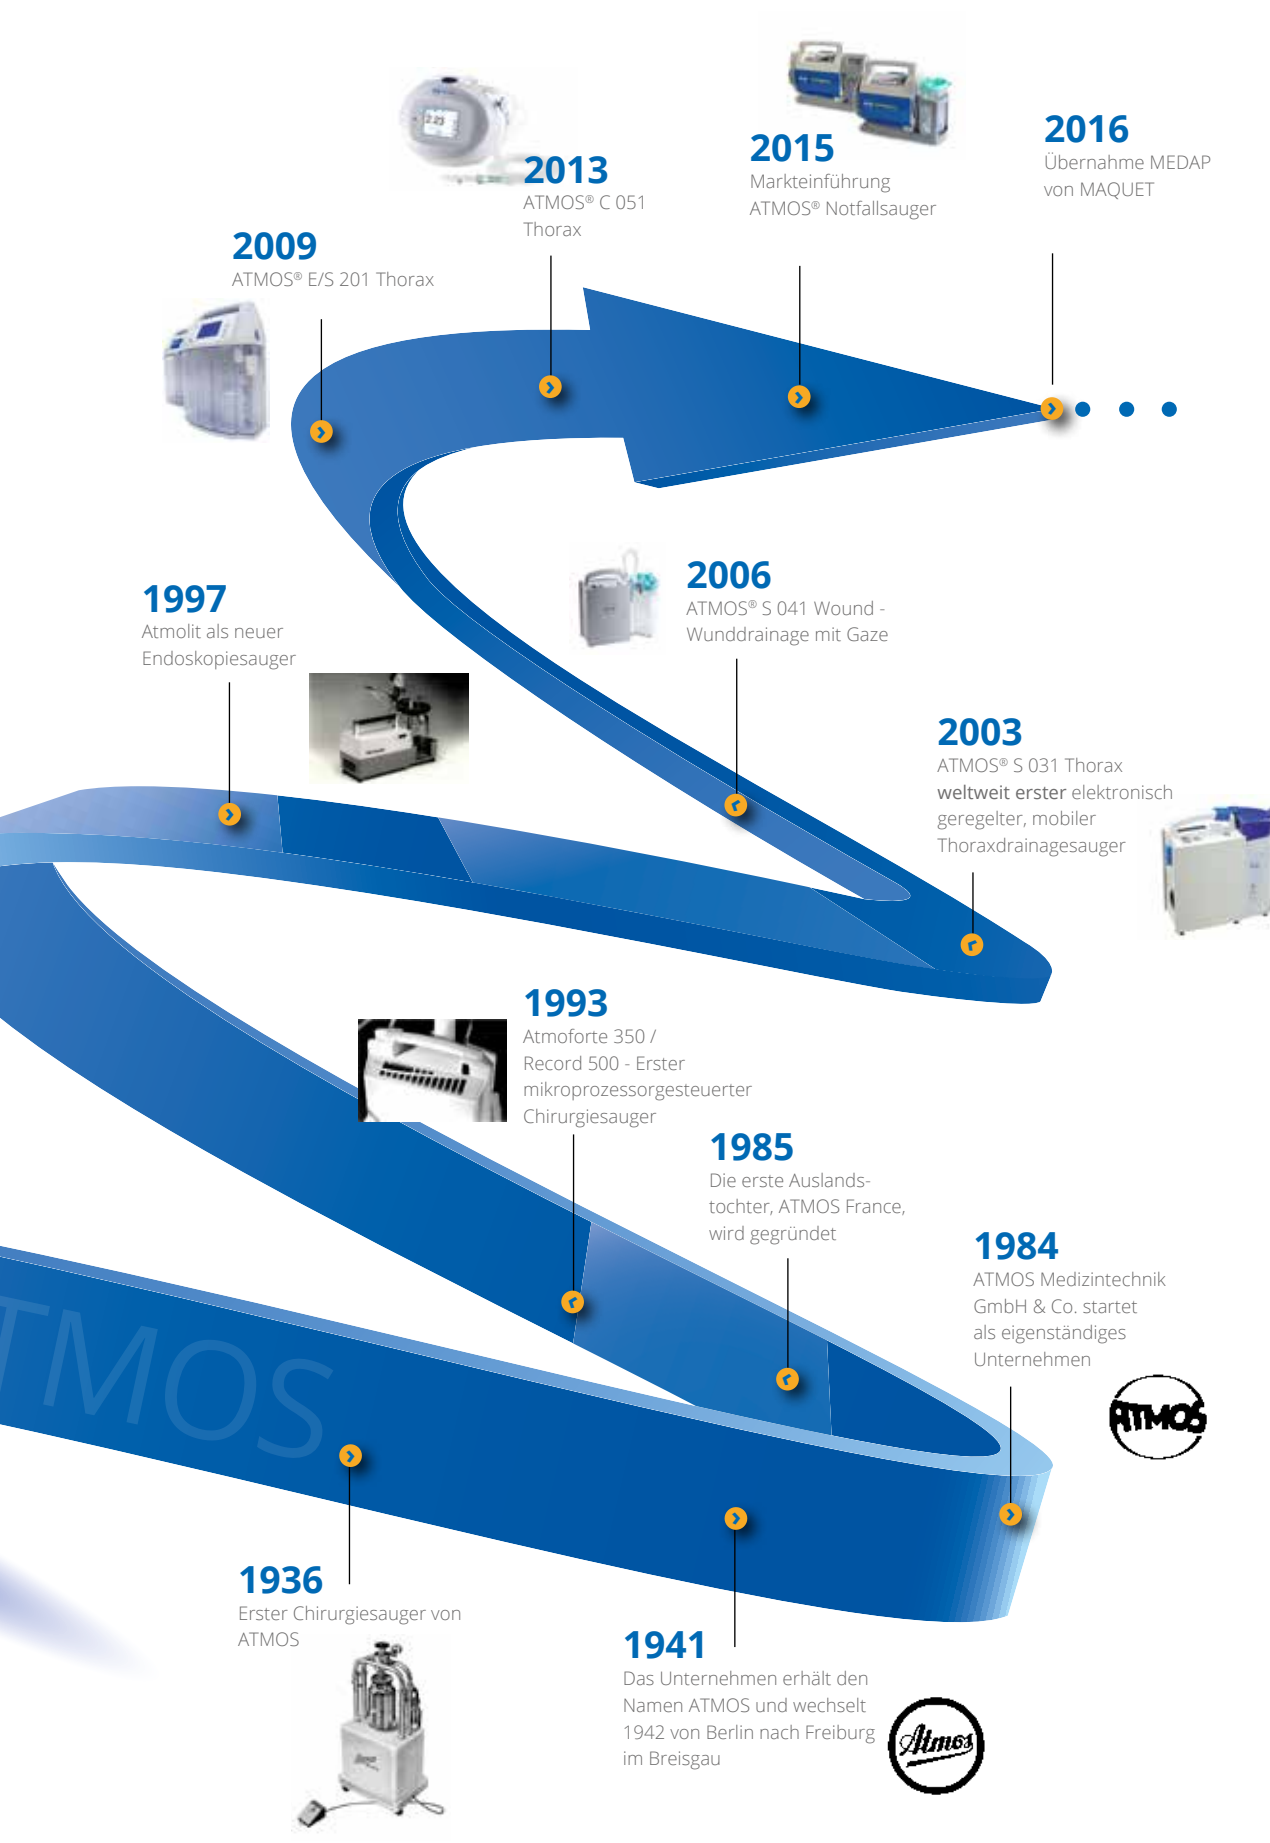 2016
Übernahme MEDAP
von MAQUET
2015
Markteinführung
ATMOS® Notfallsauger
2013
ATMOS® C 051
Thorax
2009
ATMOS® E/S 201 Thorax
2006
ATMOS® S 041 Wound -
Wunddrainage mit Gaze
1997
Atmolit als neuer
Endoskopiesauger
2003
ATMOS® S 031 Thorax
weltweit erster elektronisch
geregelter, mobiler
Thoraxdrainagesauger
1993
Atmoforte 350 /
Record 500 - Erster
mikroprozessorgesteuerter
Chirurgiesauger
1985
Die erste Auslands-
tochter, ATMOS France,
wird gegründet
1984
ATMOS Medizintechnik
GmbH & Co. startet
als eigenständiges
Unternehmen
ATMOS
TMOS
1936
Erster Chirurgiesauger von
ATMOS
1941
Das Unternehmen erhält den
Namen ATMOS und wechselt
1942 von Berlin nach Freiburg
im Breisgau
Atmos